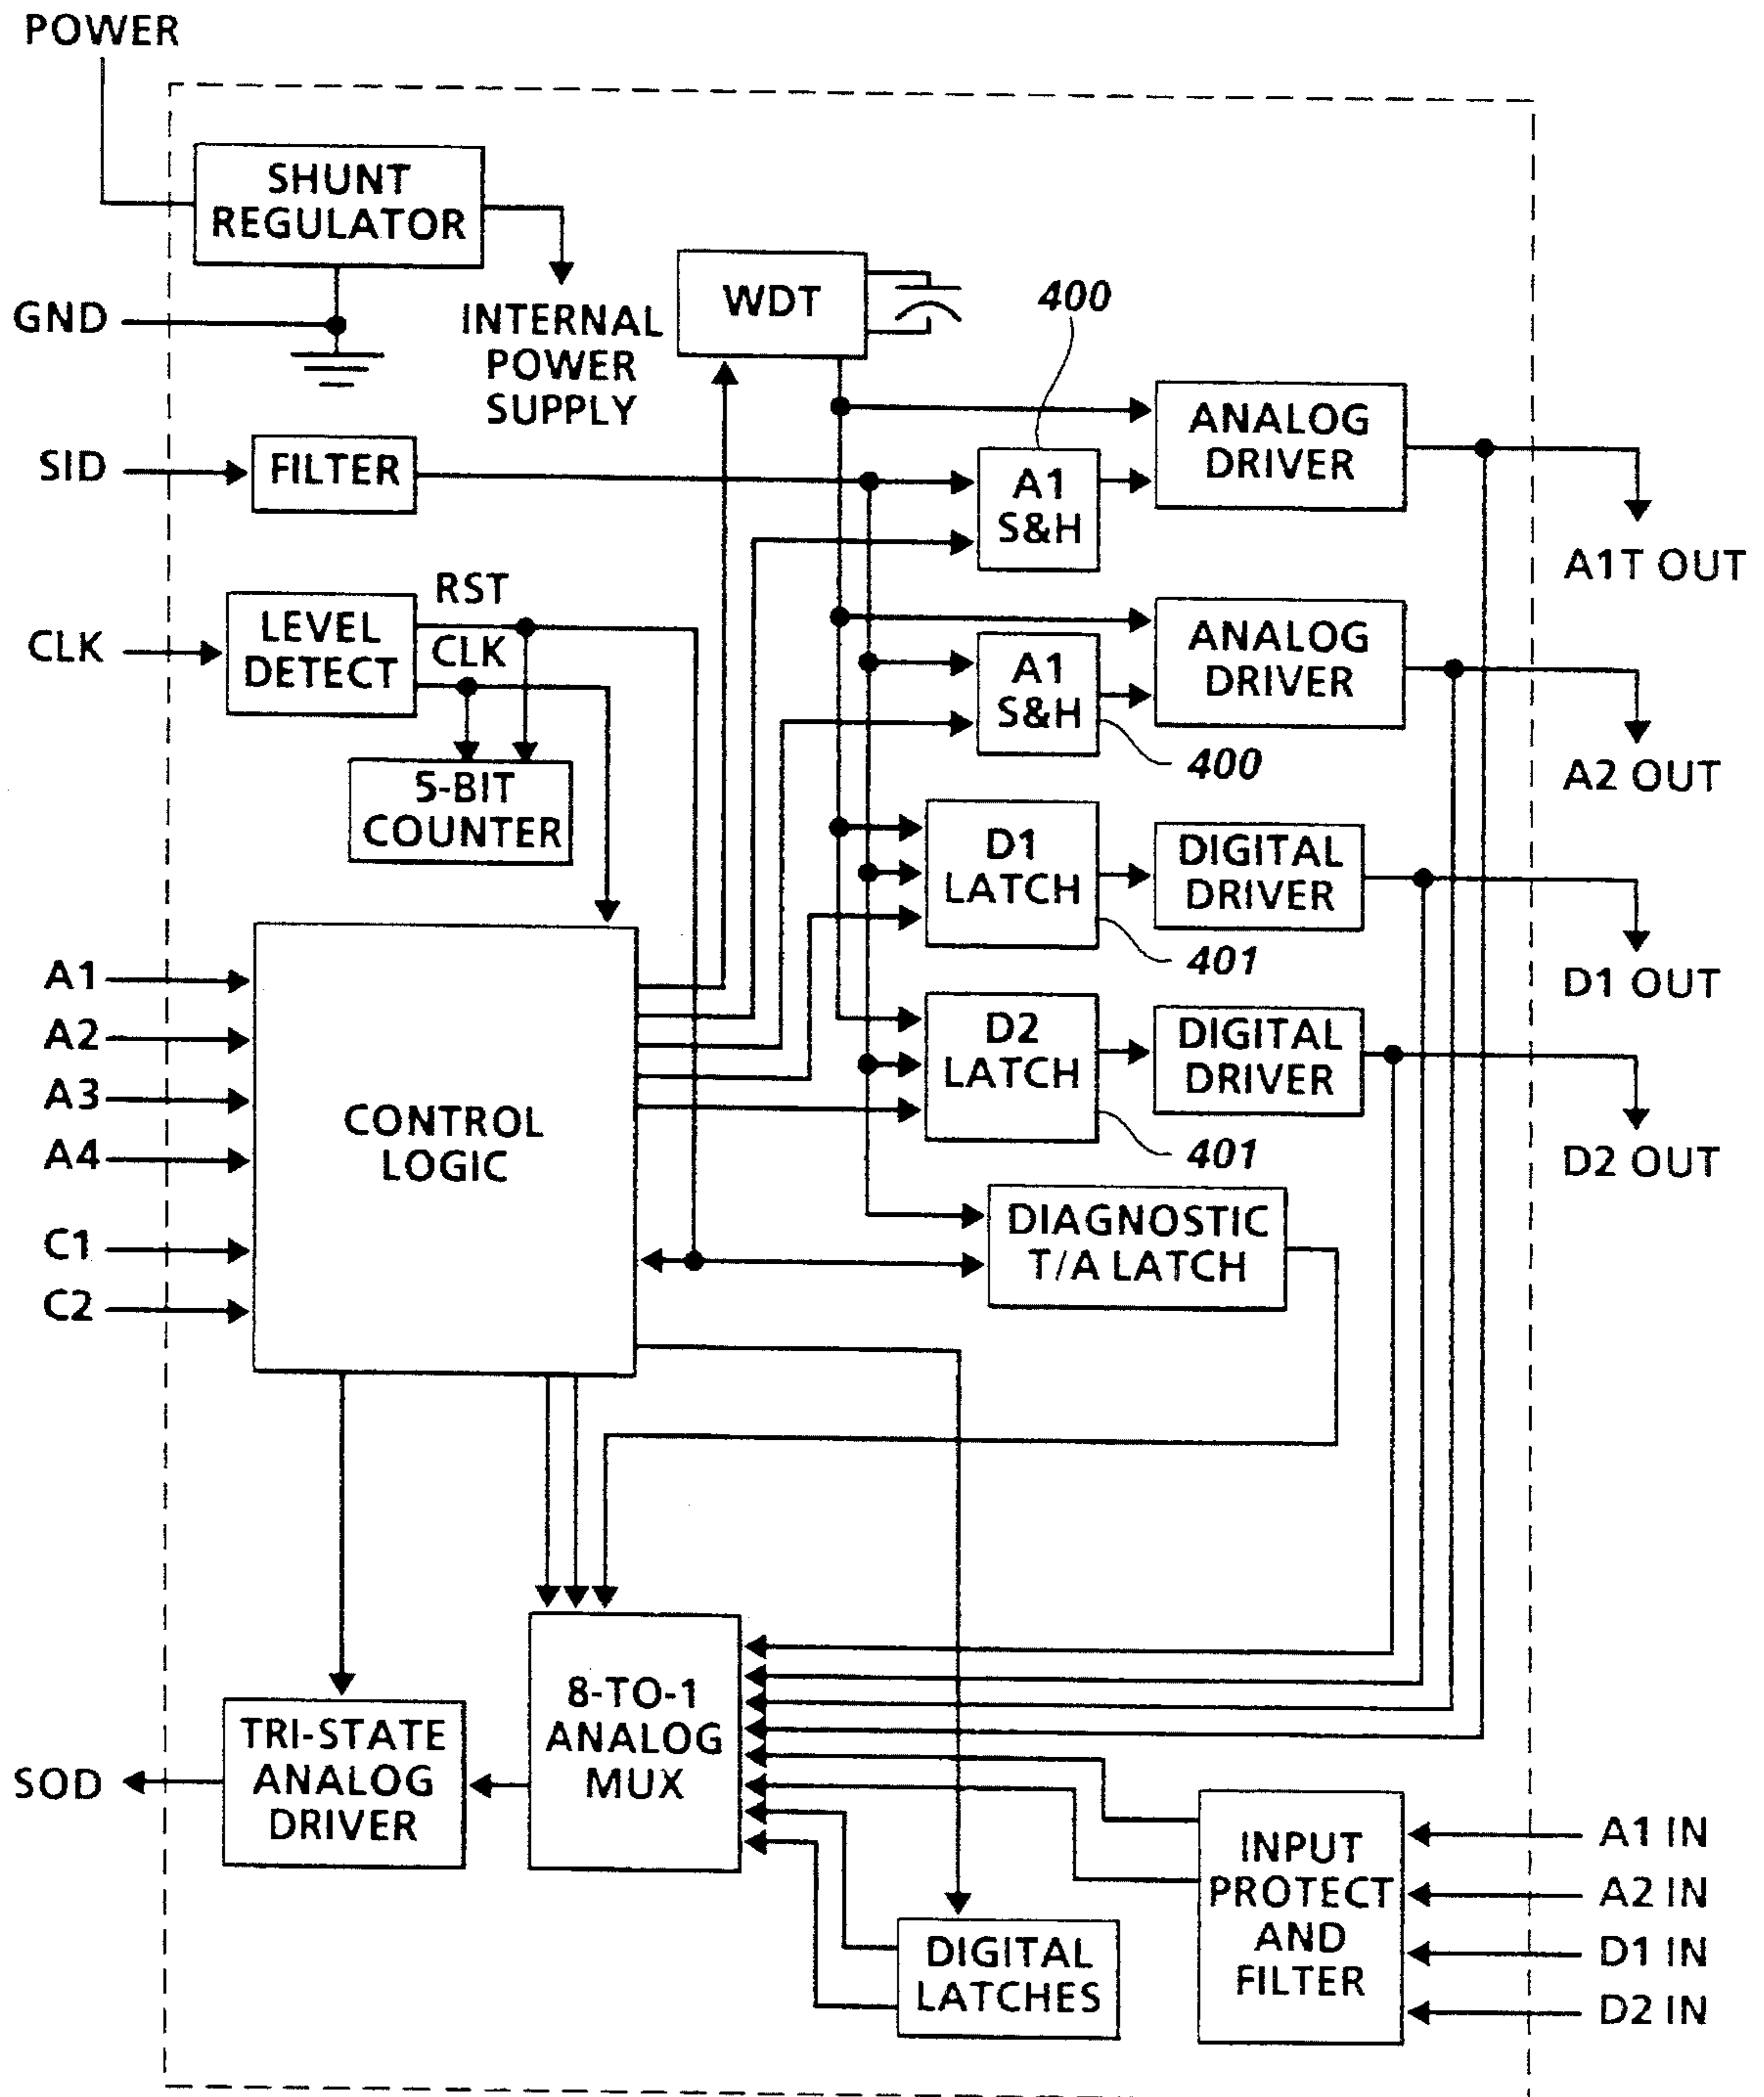 POWER
SHUNT
REGULATOR
GND
INTERNAL
POWER
SUPPLY
WDT
400
ANALOG
DRIVER
SID
FILTER
A1
S&H
A1T OUT
RST
CLK
LEVEL
DETECT
CLK
ANALOG
DRIVER
A1
S&H
400
A2 OUT
5-BIT
COUNTER
D1
LATCH
DIGITAL
DRIVER
401
D1 OUT
A1
A2
A3
A4
C1
C2
CONTROL
LOGIC
D2
LATCH
DIGITAL
DRIVER
401
D2 OUT
DIAGNOSTIC
T/A LATCH
8-TO-1
ANALOG
MUX
TRI-STATE
ANALOG
DRIVER
SOD
INPUT
PROTECT
AND
FILTER
A1 IN
A2 IN
D1 IN
D2 IN
DIGITAL
LATCHES